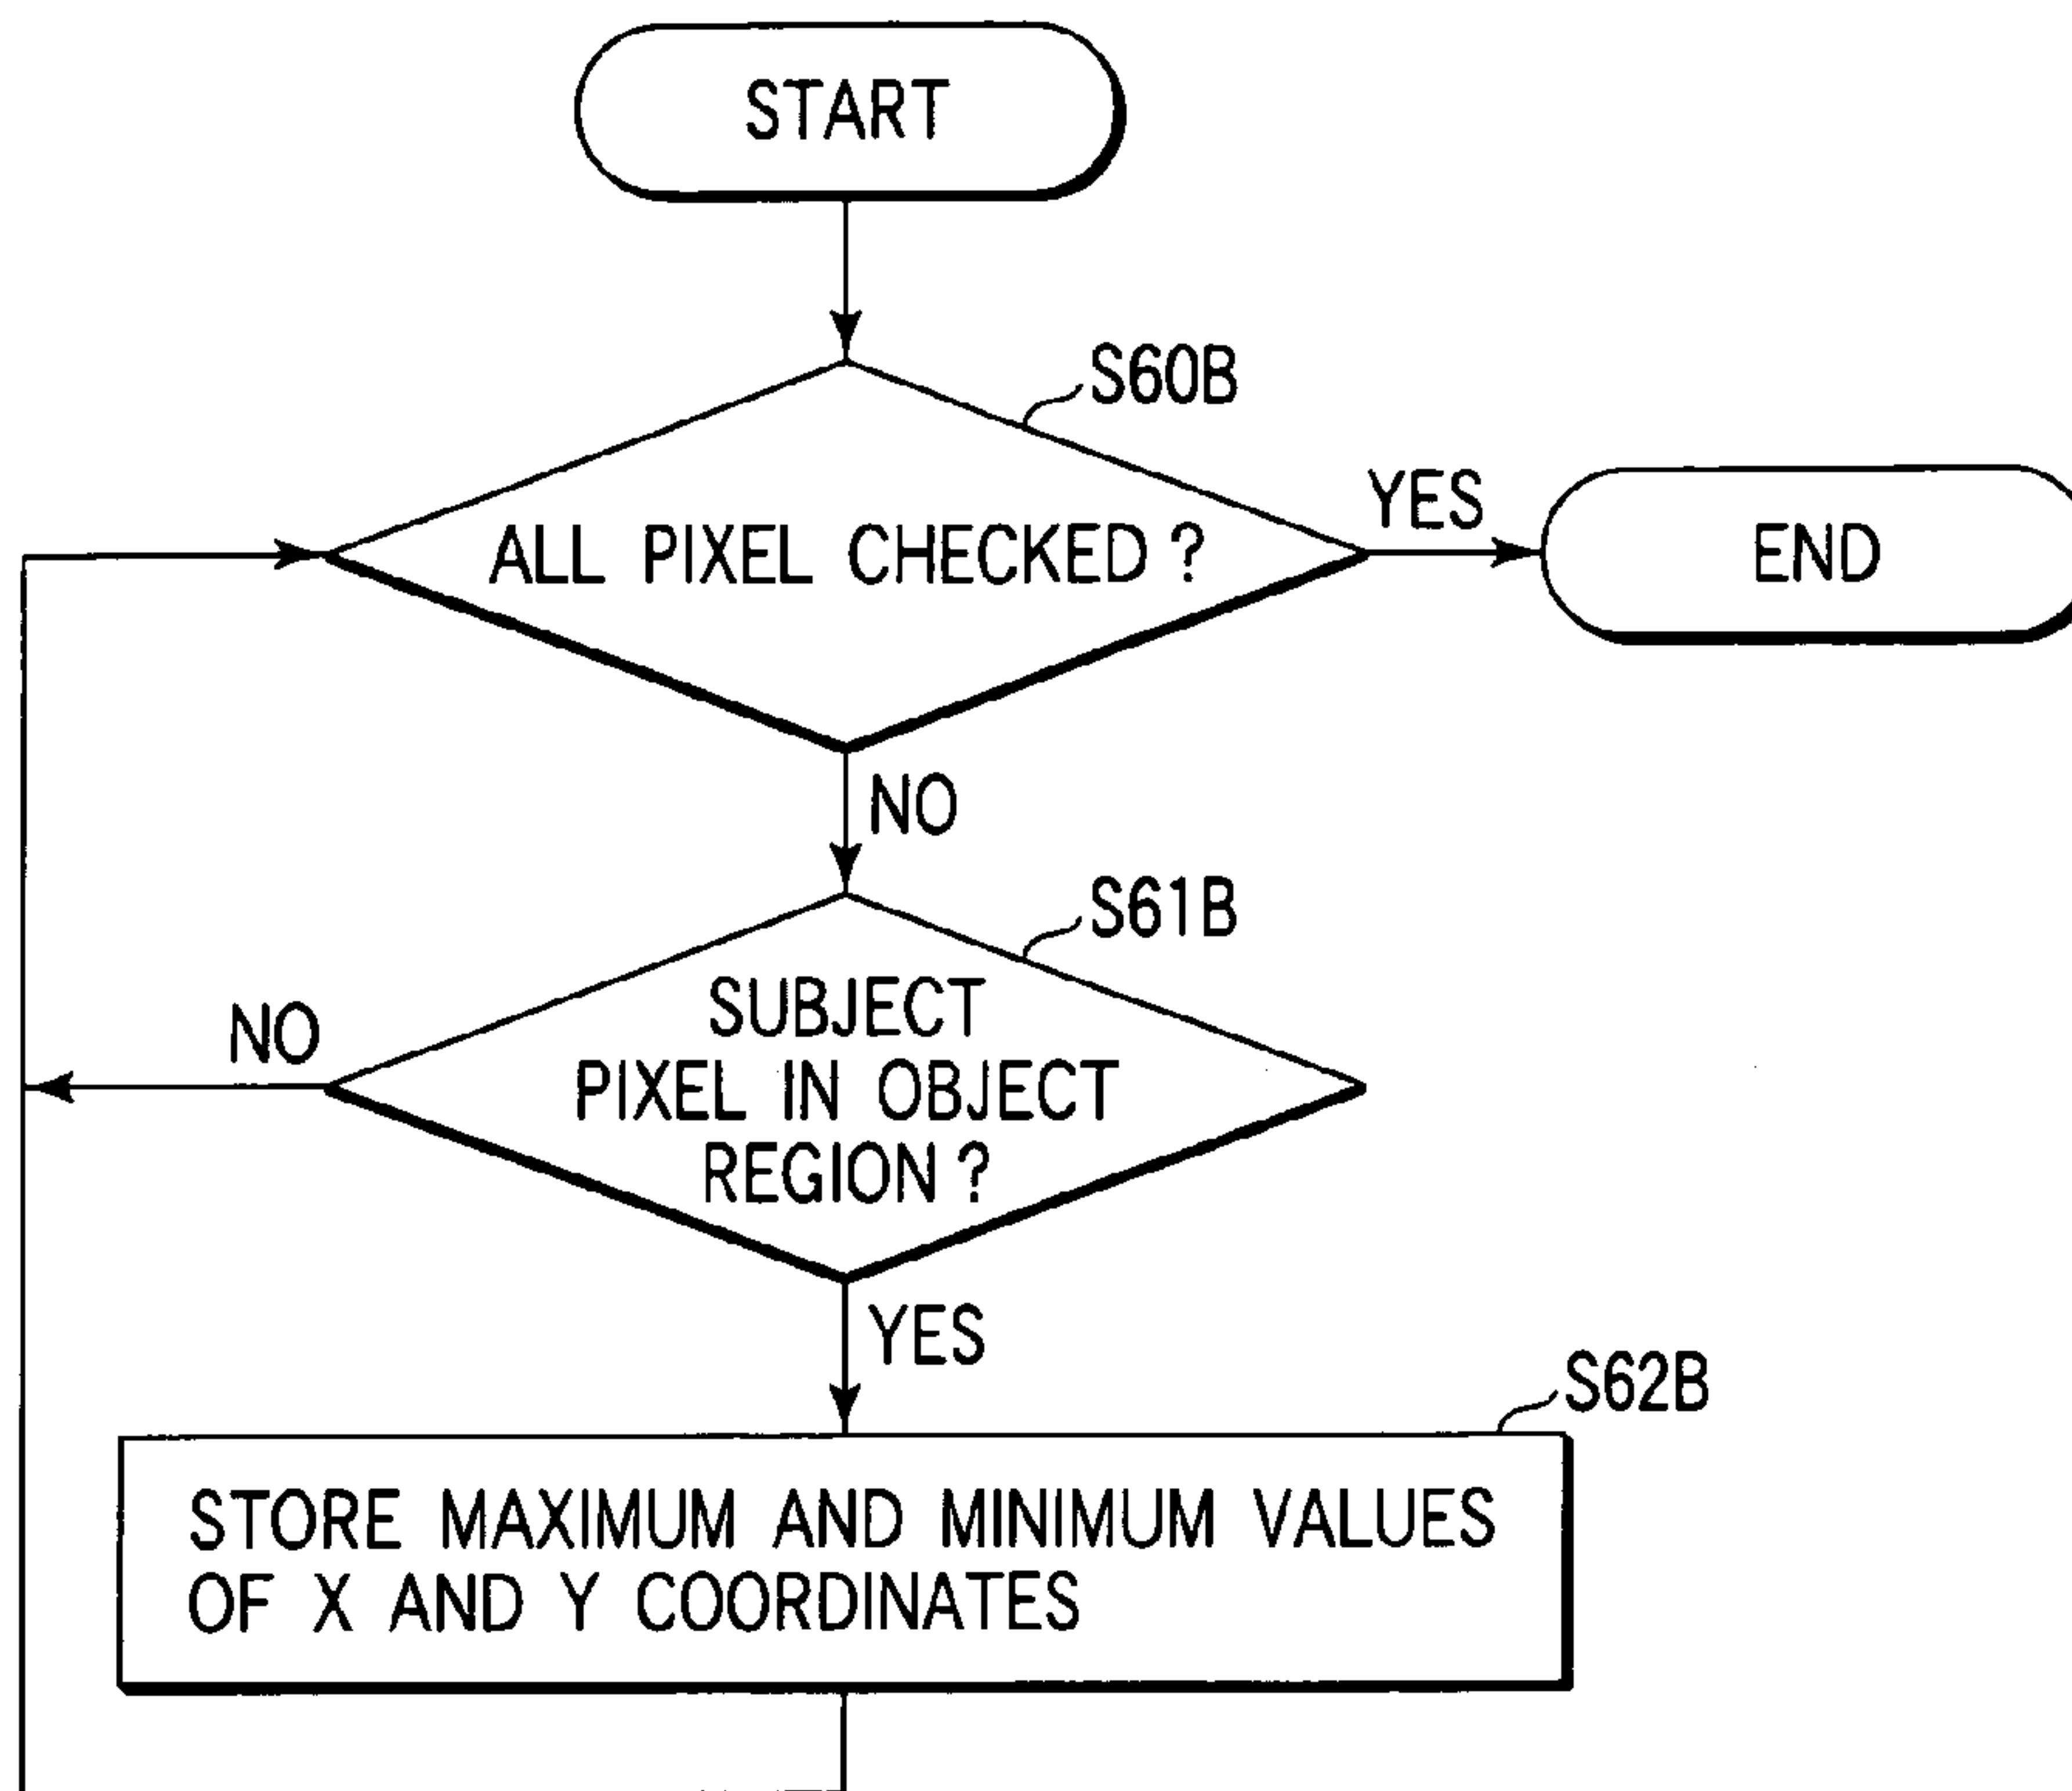 START
S60B
ALL PIXEL CHECKED ?
YES
END
NO
S61B
SUBJECT
PIXEL IN OBJECT
REGION ?
NO
YES
S62B
STORE MAXIMUM AND MINIMUM VALUES
OF X AND Y COORDINATES